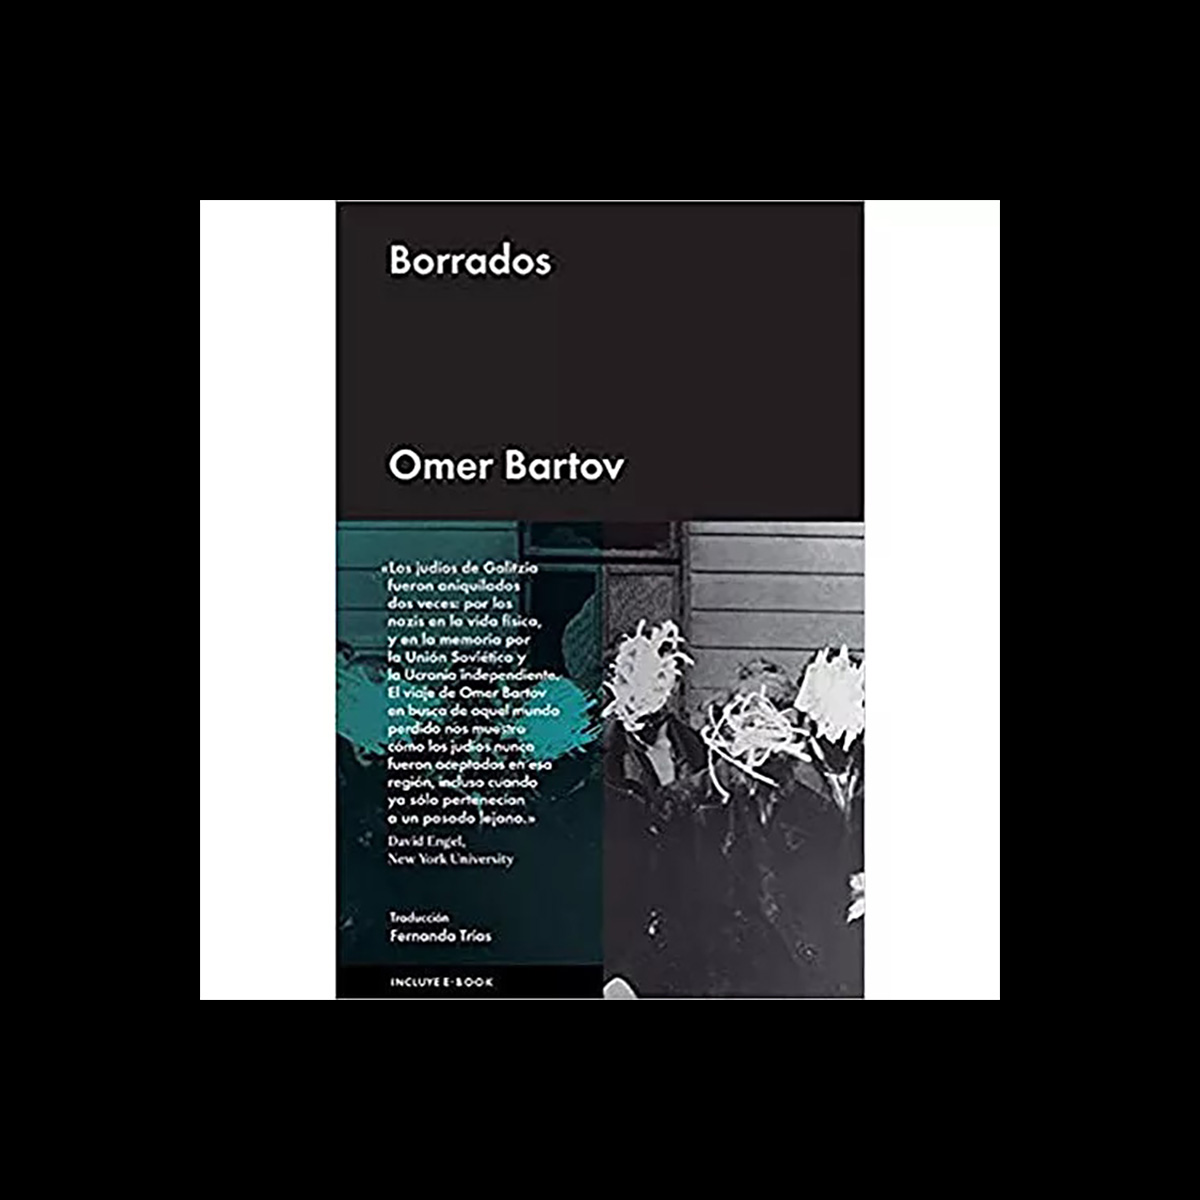 Borrados
Omer Bartov
«Los judíos de Galitzia
fueron aniquilados
dos veces: por los
nazis en la vida física,
y en la memoria por
la Unión Soviética y
la Ucrania independiente.
El viaje de Omer Bartov
en busca de aquel mundo
perdido nos muestra
cómo los judíos nunca
fueron aceptados en esa
región, incluso cuando
ya sólo pertenecían
a un pasado lejano.»
David Engel,
New York University
Traducción
Fernanda Trías
INCLUYE E-BOOK